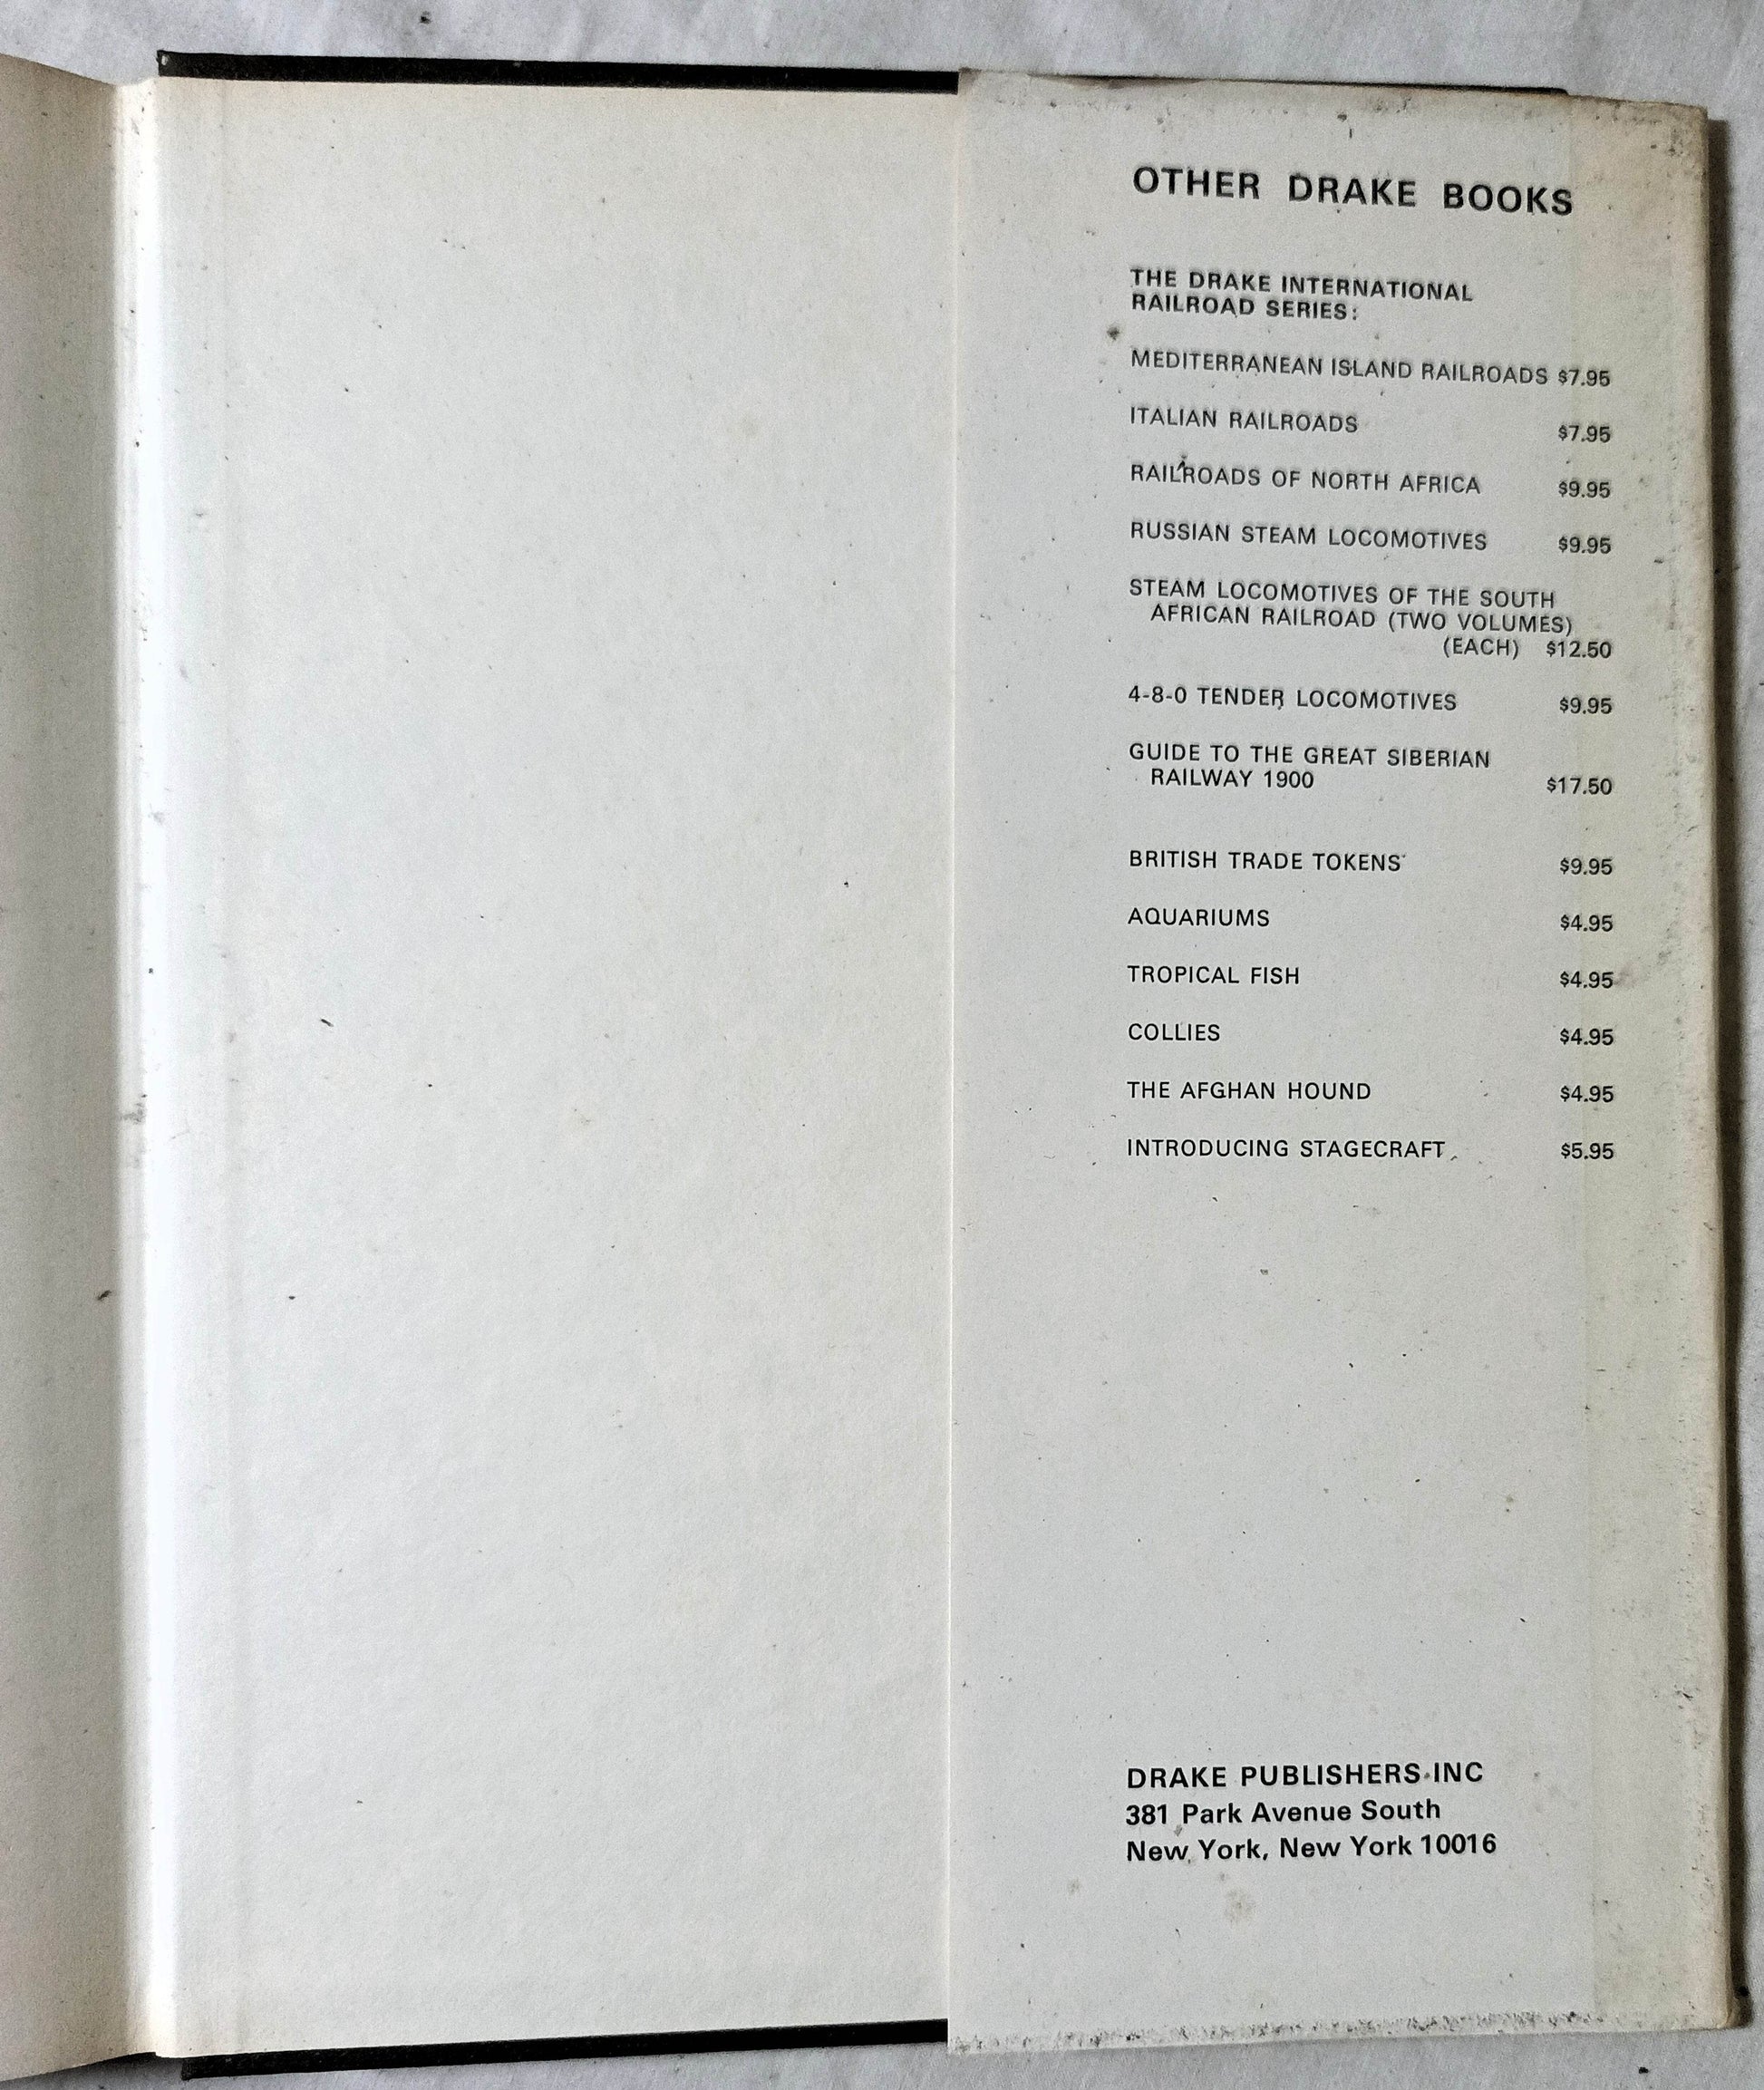 OTHER DRAKE BOOKS
THE DRAKE INTERNATIONAL
RAILROAD SERIES:
MEDITERRANEAN ISLAND RAILROADS $7.95
ITALIAN RAILROADS $7.95
RAILROADS OF NORTH AFRICA $9.95
RUSSIAN STEAM LOCOMOTIVES $9.95
STEAM LOCOMOTIVES OF THE SOUTH
AFRICAN RAILROAD (TWO VOLUMES)
(EACH) $12.50
4-8-0 TENDER LOCOMOTIVES $9.95
GUIDE TO THE GREAT SIBERIAN
RAILWAY 1900 $17.50
BRITISH TRADE TOKENS $9.95
AQUARIUMS $4.95
TROPICAL FISH $4.95
COLLIES $4.95
THE AFGHAN HOUND $4.95
INTRODUCING STAGECRAFT $5.95
DRAKE PUBLISHERS INC
381 Park Avenue South
New York, New York 10016